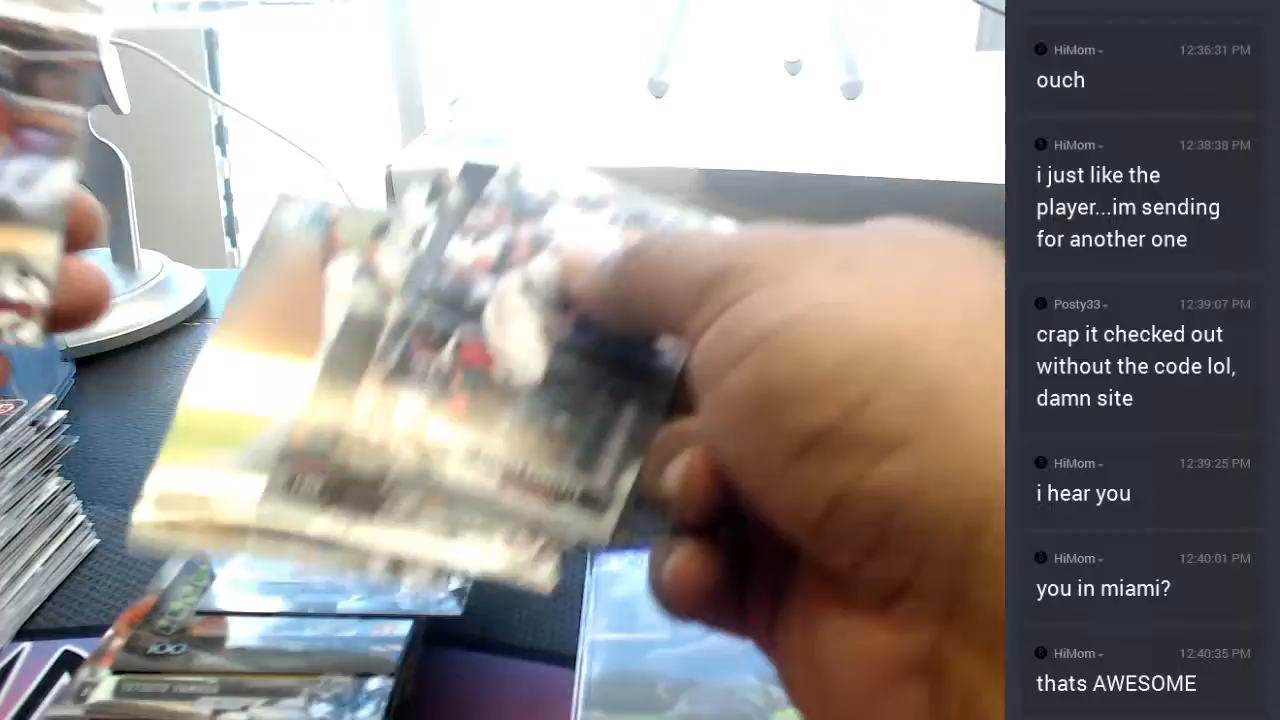 HiMom 12:36:31 PM
ouch
HiMom 12:38:38 PM
i just like the
player...im sending
for another one
Posty33 12:39:07 PM
crap it checked out
without the code lol,
damn site
HiMom 12:39:25 PM
i hear you
HiMom 12:40:01 PM
you in miami?
HiMom 12:40:35 PM
thats AWESOME
100